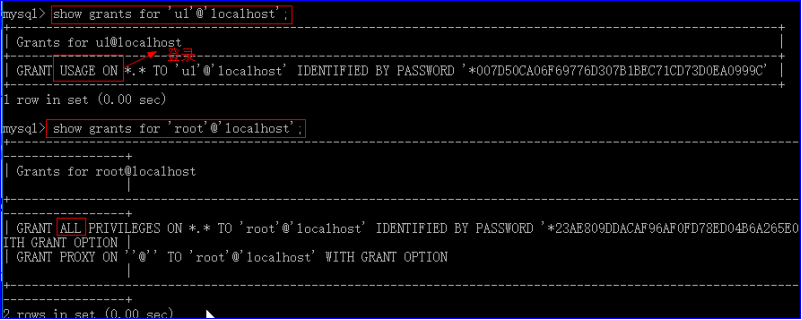 mysql> show grants for 'u1'@'localhost';
+------------------------------------------------------------------------------------------------------+
| Grants for u1@localhost |
+------------------------------------------------------------------------------------------------------+
登录
| GRANT USAGE ON *.* TO 'u1'@'localhost' IDENTIFIED BY PASSWORD '*007D50CA06F69776D307B1BEC71CD73D0EA0999C' |
+------------------------------------------------------------------------------------------------------+
1 row in set (0.00 sec)
mysql> show grants for 'root'@'localhost';
+------------------------------------------------------------------------------------------------------
----------------+
| Grants for root@localhost
|
+------------------------------------------------------------------------------------------------------
----------------+
| GRANT ALL PRIVILEGES ON *.* TO 'root'@'localhost' IDENTIFIED BY PASSWORD '*23AE809DDACAF96AF0FD78ED04B6A265E0
ITH GRANT OPTION |
| GRANT PROXY ON ''@'' TO 'root'@'localhost' WITH GRANT OPTION
|
+------------------------------------------------------------------------------------------------------
----------------+
2 rows in set (0.00 sec)